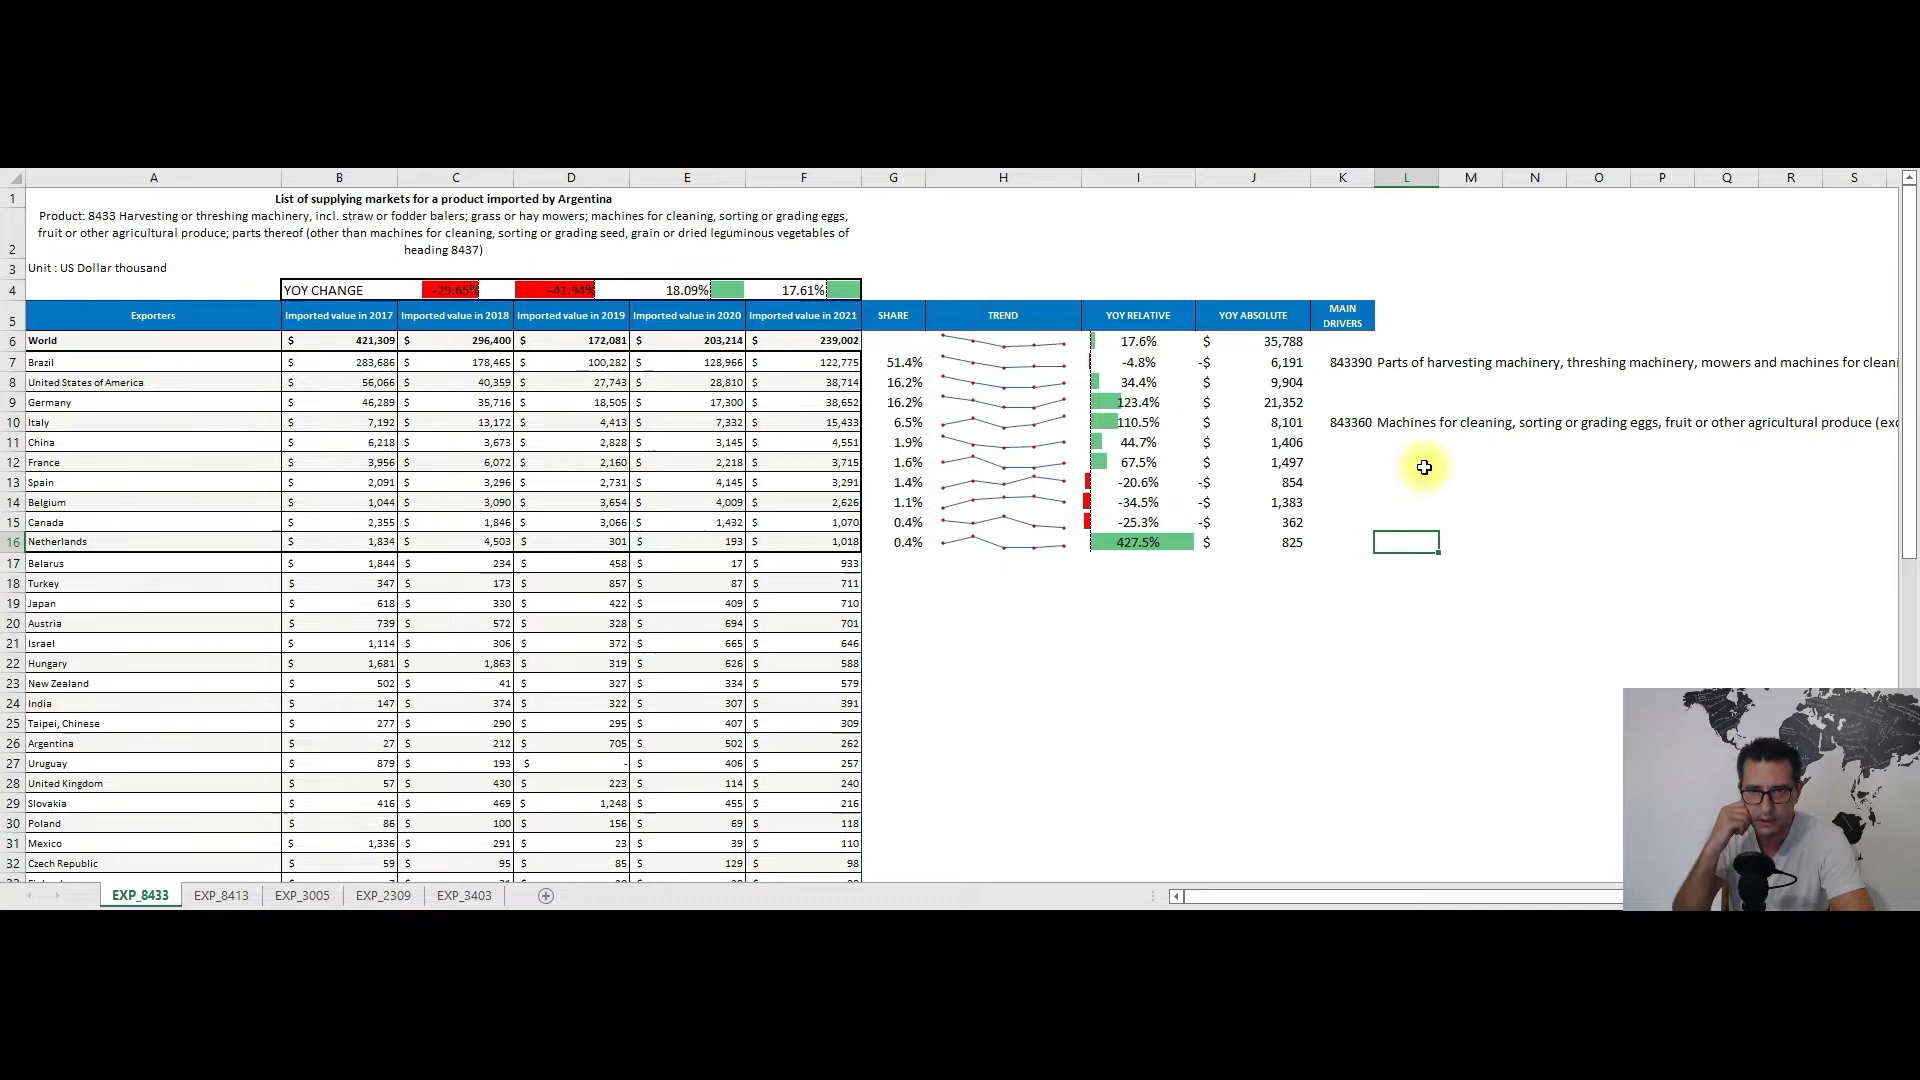 A B C D E F G H I J K L M N O P Q R S
1 List of supplying markets for a product imported by Argentina
Product: 8433 Harvesting or threshing machinery, incl. straw or fodder balers; grass or hay mowers; machines for cleaning, sorting or grading eggs,
fruit or other agricultural produce; parts thereof (other than machines for cleaning, sorting or grading seed, grain or dried leguminous vegetables of
2 heading 8437)
3 Unit : US Dollar thousand
4 YOY CHANGE -29.65% -41.94% 18.09% 17.61%
5 Exporters Imported value in 2017 Imported value in 2018 Imported value in 2019 Imported value in 2020 Imported value in 2021 SHARE TREND YOY RELATIVE YOY ABSOLUTE MAIN DRIVERS
6 World $ 421,309 $ 296,400 $ 172,081 $ 203,214 $ 239,002 17.6% $ 35,788
7 Brazil $ 283,686 $ 178,465 $ 100,282 $ 128,966 $ 122,775 51.4% -4.8% -$ 6,191 843390 Parts of harvesting machinery, threshing machinery, mowers and machines for cleani
8 United States of America $ 56,066 $ 40,359 $ 27,743 $ 28,810 $ 38,714 16.2% 34.4% $ 9,904
9 Germany $ 46,289 $ 35,716 $ 18,505 $ 17,300 $ 38,652 16.2% 123.4% $ 21,352
10 Italy $ 7,192 $ 13,172 $ 4,413 $ 7,332 $ 15,433 6.5% 110.5% $ 8,101 843360 Machines for cleaning, sorting or grading eggs, fruit or other agricultural produce (exc
11 China $ 6,218 $ 3,673 $ 2,828 $ 3,145 $ 4,551 1.9% 44.7% $ 1,406
12 France $ 3,956 $ 6,072 $ 2,160 $ 2,218 $ 3,715 1.6% 67.5% $ 1,497
13 Spain $ 2,091 $ 3,296 $ 2,731 $ 4,145 $ 3,291 1.4% -20.6% -$ 854
14 Belgium $ 1,044 $ 3,090 $ 3,654 $ 4,009 $ 2,626 1.1% -34.5% -$ 1,383
15 Canada $ 2,355 $ 1,846 $ 3,066 $ 1,432 $ 1,070 0.4% -25.3% -$ 362
16 Netherlands $ 1,834 $ 4,503 $ 301 $ 193 $ 1,018 0.4% 427.5% $ 825
17 Belarus $ 1,844 $ 234 $ 458 $ 17 $ 933
18 Turkey $ 347 $ 173 $ 857 $ 87 $ 711
19 Japan $ 618 $ 330 $ 422 $ 409 $ 710
20 Austria $ 739 $ 572 $ 328 $ 694 $ 701
21 Israel $ 1,114 $ 306 $ 372 $ 665 $ 646
22 Hungary $ 1,681 $ 1,863 $ 319 $ 626 $ 588
23 New Zealand $ 502 $ 41 $ 327 $ 334 $ 579
24 India $ 147 $ 374 $ 322 $ 307 $ 391
25 Taipei, Chinese $ 277 $ 290 $ 295 $ 407 $ 309
26 Argentina $ 27 $ 212 $ 705 $ 502 $ 262
27 Uruguay $ 879 $ 193 $ - $ 406 $ 257
28 United Kingdom $ 57 $ 430 $ 223 $ 114 $ 240
29 Slovakia $ 416 $ 469 $ 1,248 $ 455 $ 216
30 Poland $ 86 $ 100 $ 156 $ 69 $ 118
31 Mexico $ 1,336 $ 291 $ 23 $ 39 $ 110
32 Czech Republic $ 59 $ 95 $ 85 $ 129 $ 98
EXP_8433 EXP_8413 EXP_3005 EXP_2309 EXP_3403